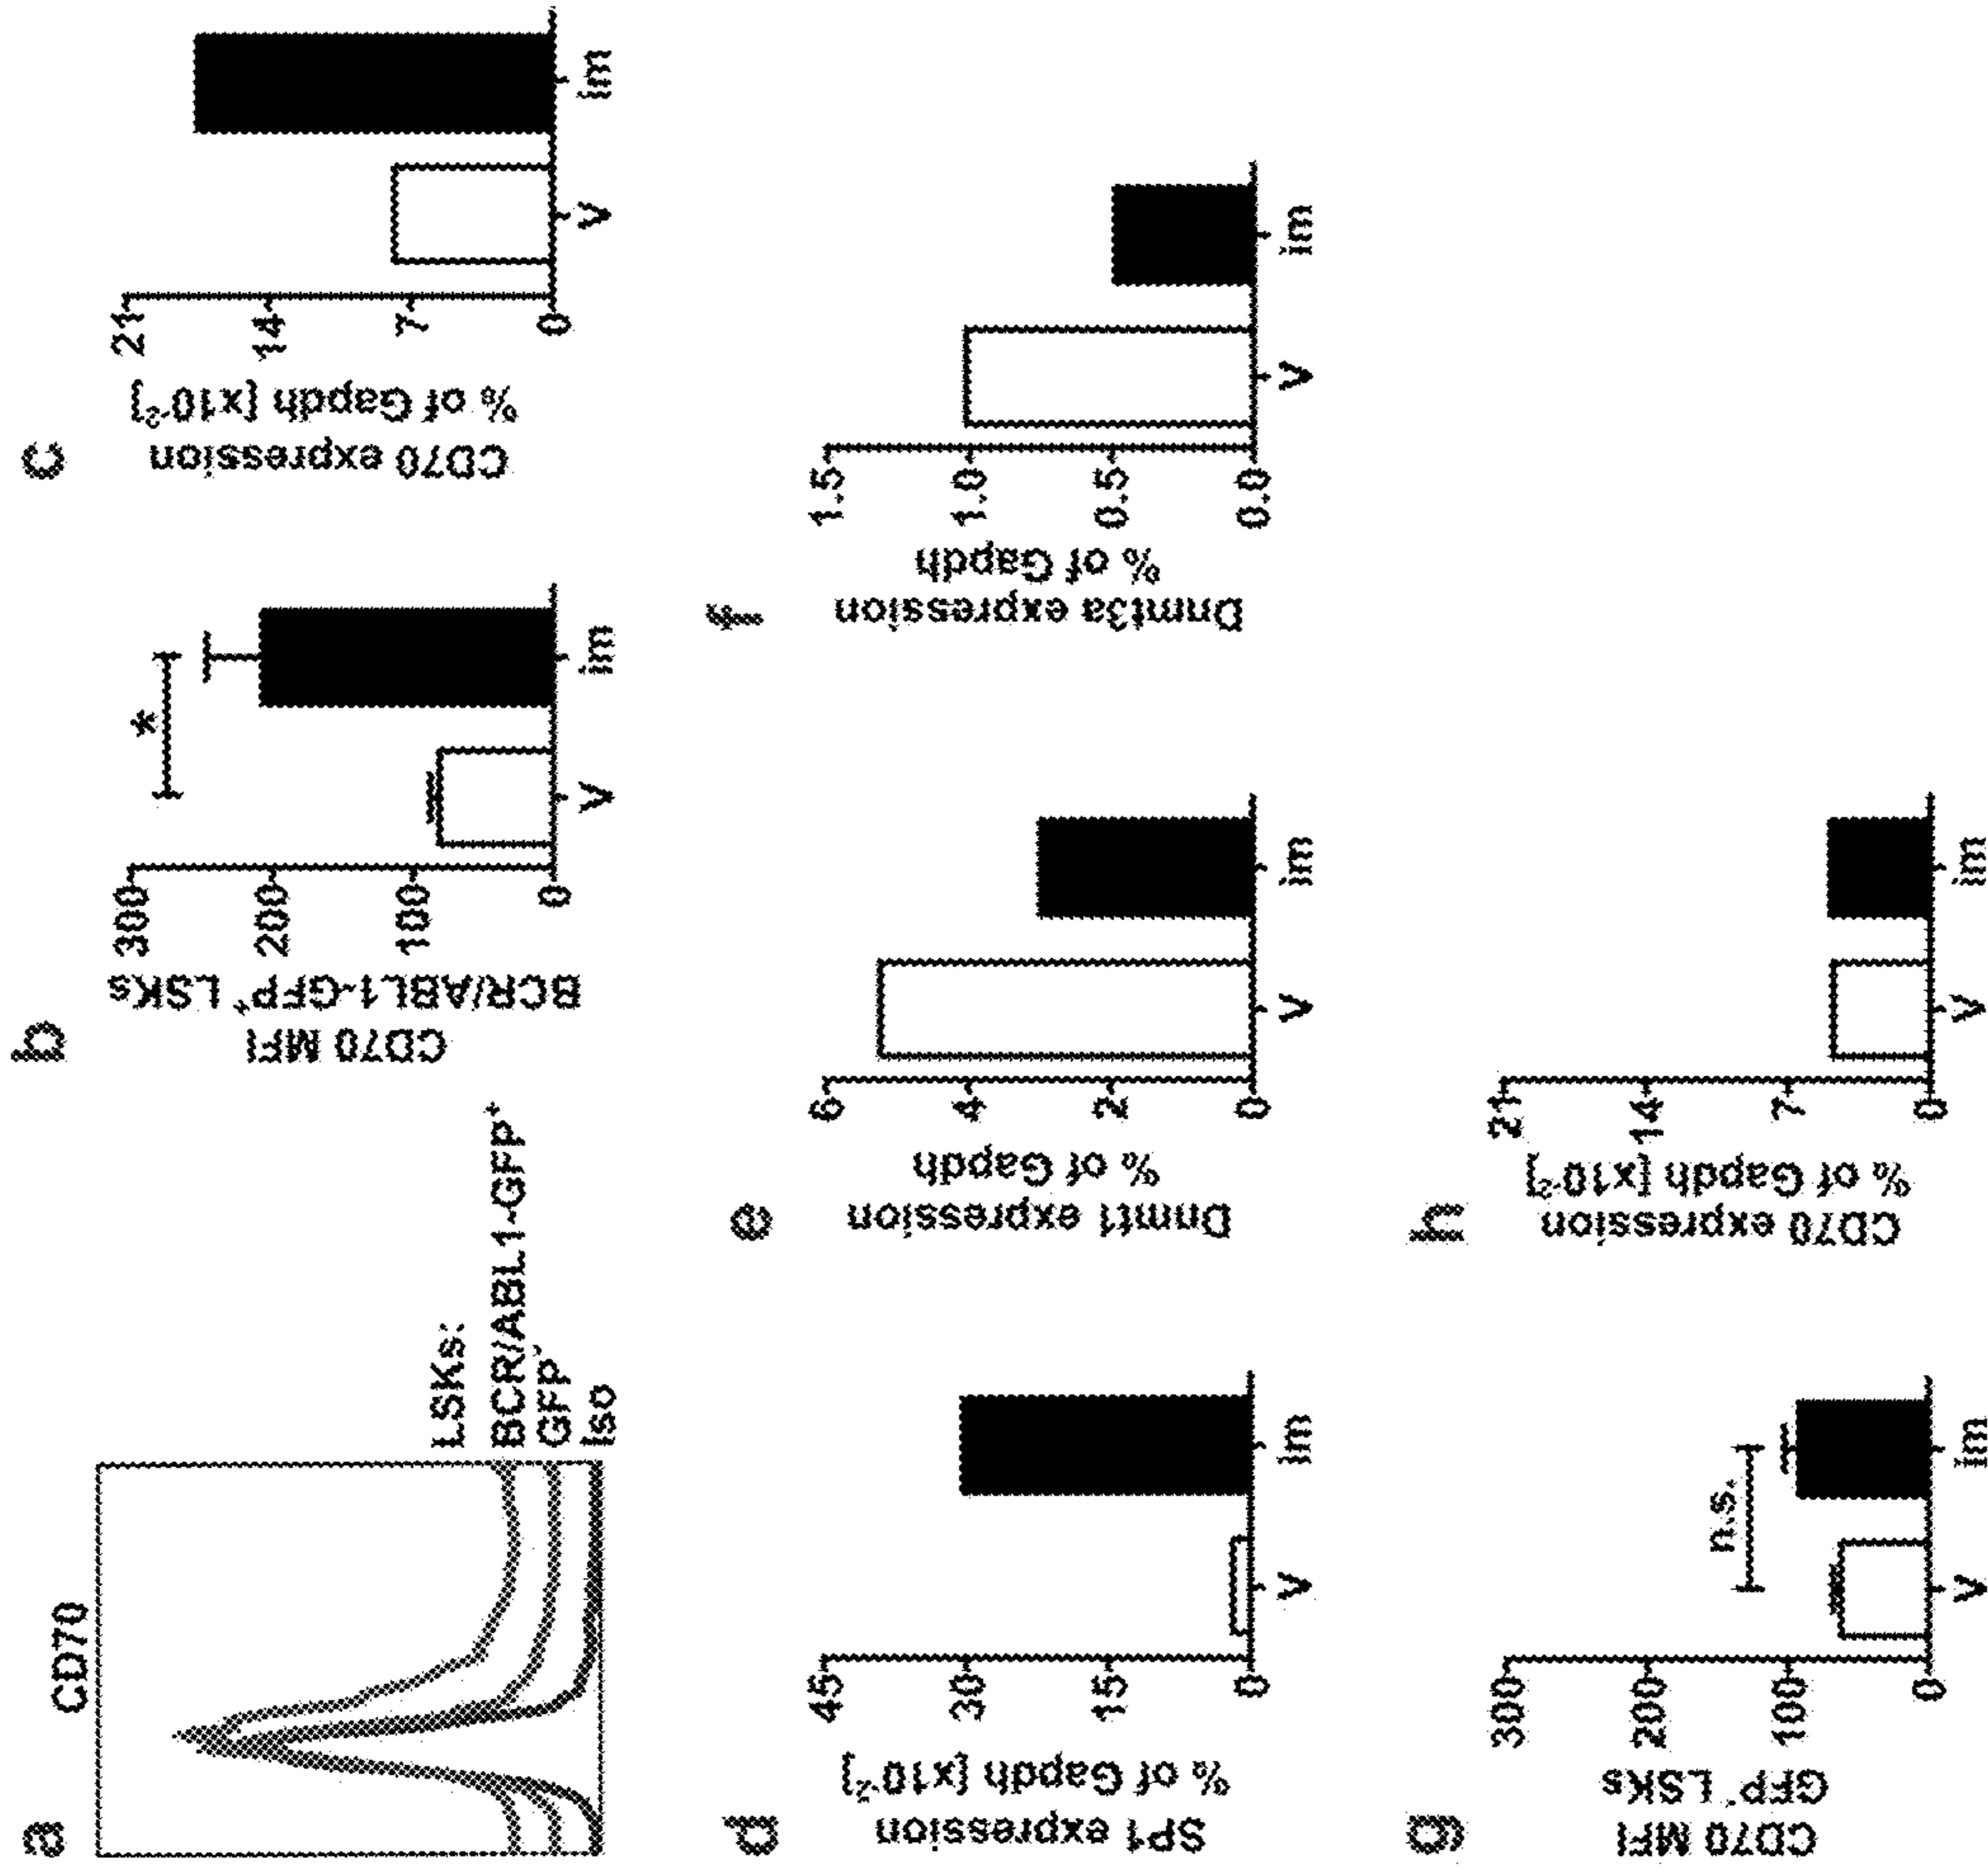 a
CD70
LSKs:
BCR/ABL1-GFP⁺
GFP⁻
Iso
b
CD70 MFI
BCR/ABL1-GFP⁺ LSKs
300
200
100
0
*
v
im
c
CD70 expression
% of Gapdh [x10⁻²]
21
14
7
0
v
im
d
SP1 expression
% of Gapdh [x10⁻²]
45
30
15
0
v
im
e
Dnmt1 expression
% of Gapdh
6
4
2
0
v
im
f
Dnmt3a expression
% of Gapdh
1.5
1.0
0.5
0.0
v
im
g
CD70 MFI
GFP⁻ LSKs
300
200
100
0
n.s.
v
im
h
CD70 expression
% of Gapdh [x10⁻²]
21
14
7
0
v
im